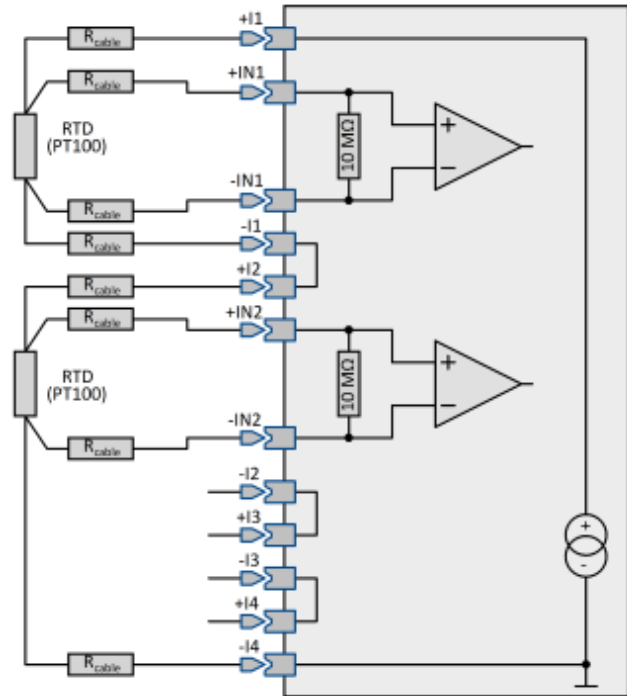 +I1
Rcable
+IN1
Rcable
RTD
(PT100)
10 MΩ
+
−
-IN1
Rcable
-I1
Rcable
+I2
Rcable
+IN2
Rcable
RTD
(PT100)
10 MΩ
+
−
-IN2
Rcable
-I2
+I3
+
-
-I3
+I4
-I4
Rcable